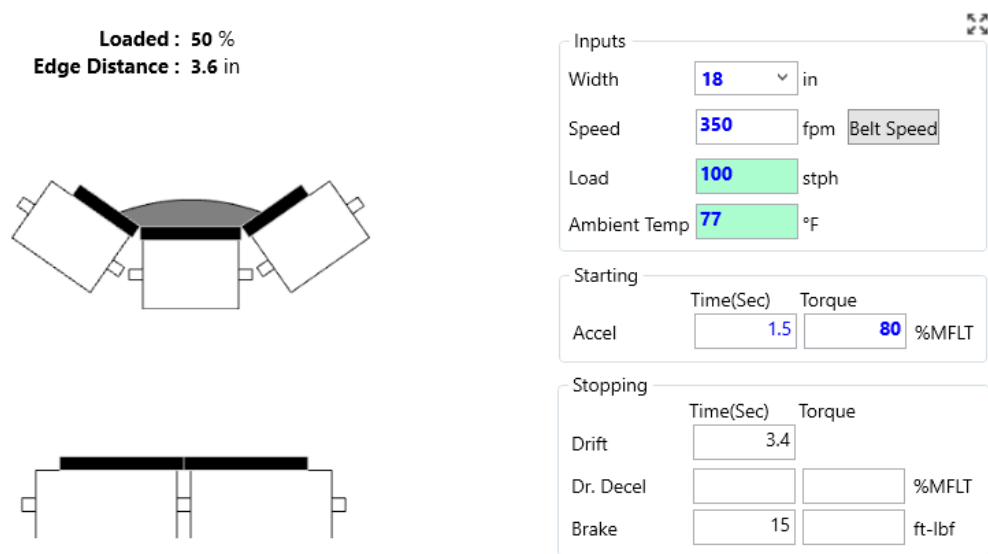 Loaded : 50 %
Edge Distance : 3.6 in
Inputs
Width 18 in
Speed 350 fpm Belt Speed
Load 100 stph
Ambient Temp 77 °F
Starting
Time(Sec) Torque
Accel 1.5 80 %MFLT
Stopping
Time(Sec) Torque
Drift 3.4
Dr. Decel %MFLT
Brake 15 ft-lbf